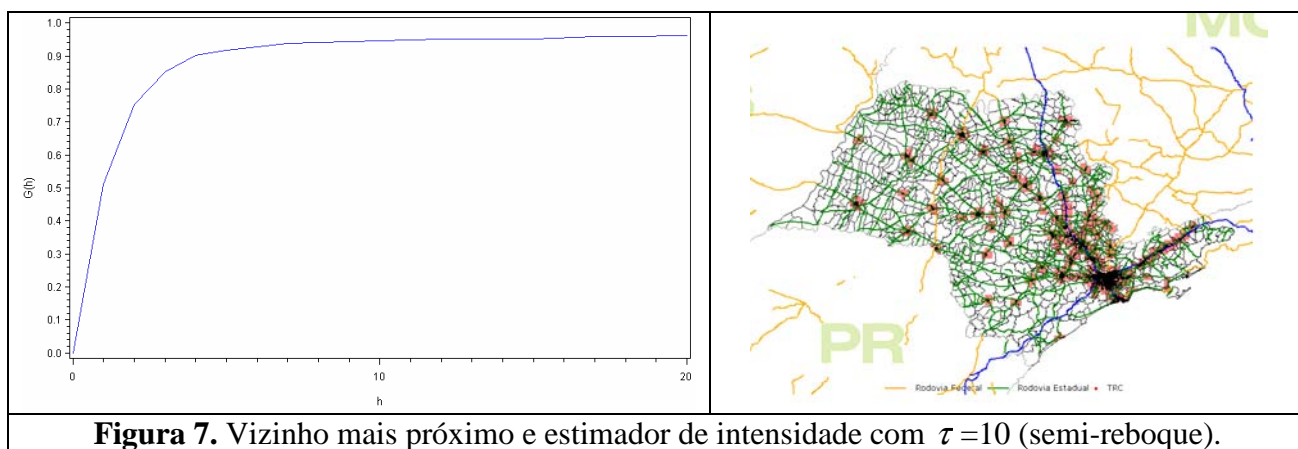 1.0
0.9
0.8
0.7
0.6
0.5
0.4
0.3
0.2
0.1
0.0
G(h)
0
10
20
h
PR
Rodovia Federal
Rodovia Estadual
TRC
Figura 7. Vizinho mais próximo e estimador de intensidade com τ =10 (semi-reboque).